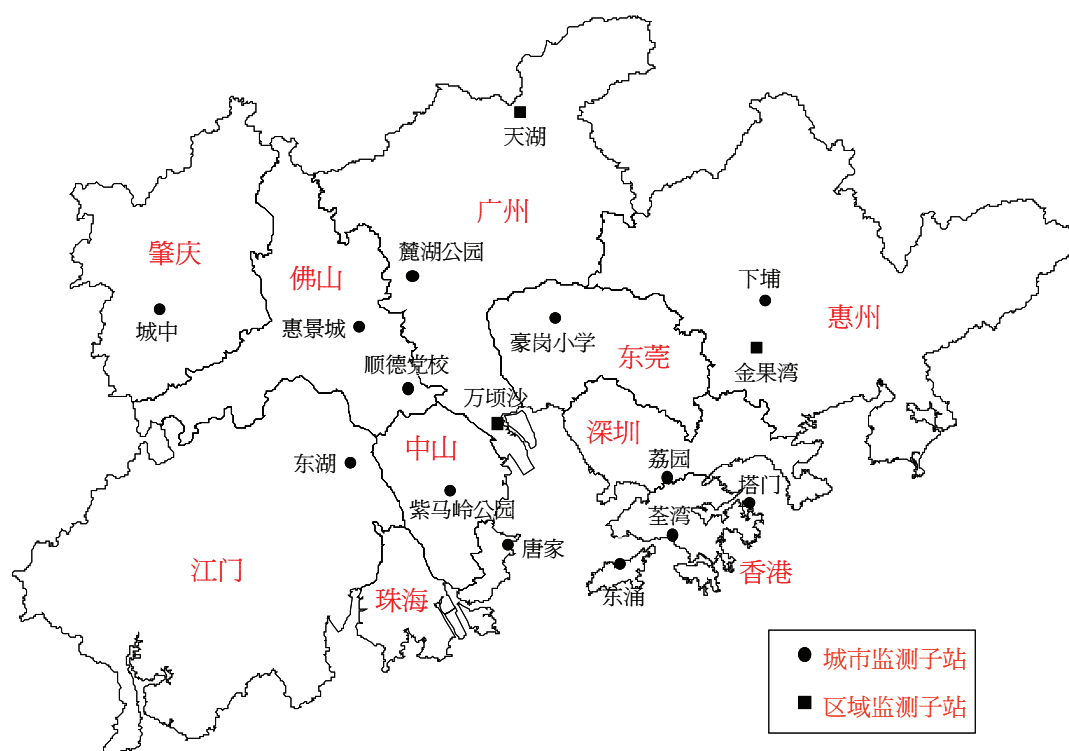 天湖
广州
肇庆
麓湖公园
佛山
下埔
惠州
城中
惠景城
豪岗小学
东莞
金果湾
顺德党校
万顷沙
中山
深圳
东湖
荔园
塔门
紫马岭公园
荃湾
唐家
江门
香港
珠海
东涌
城市监测子站
区域监测子站